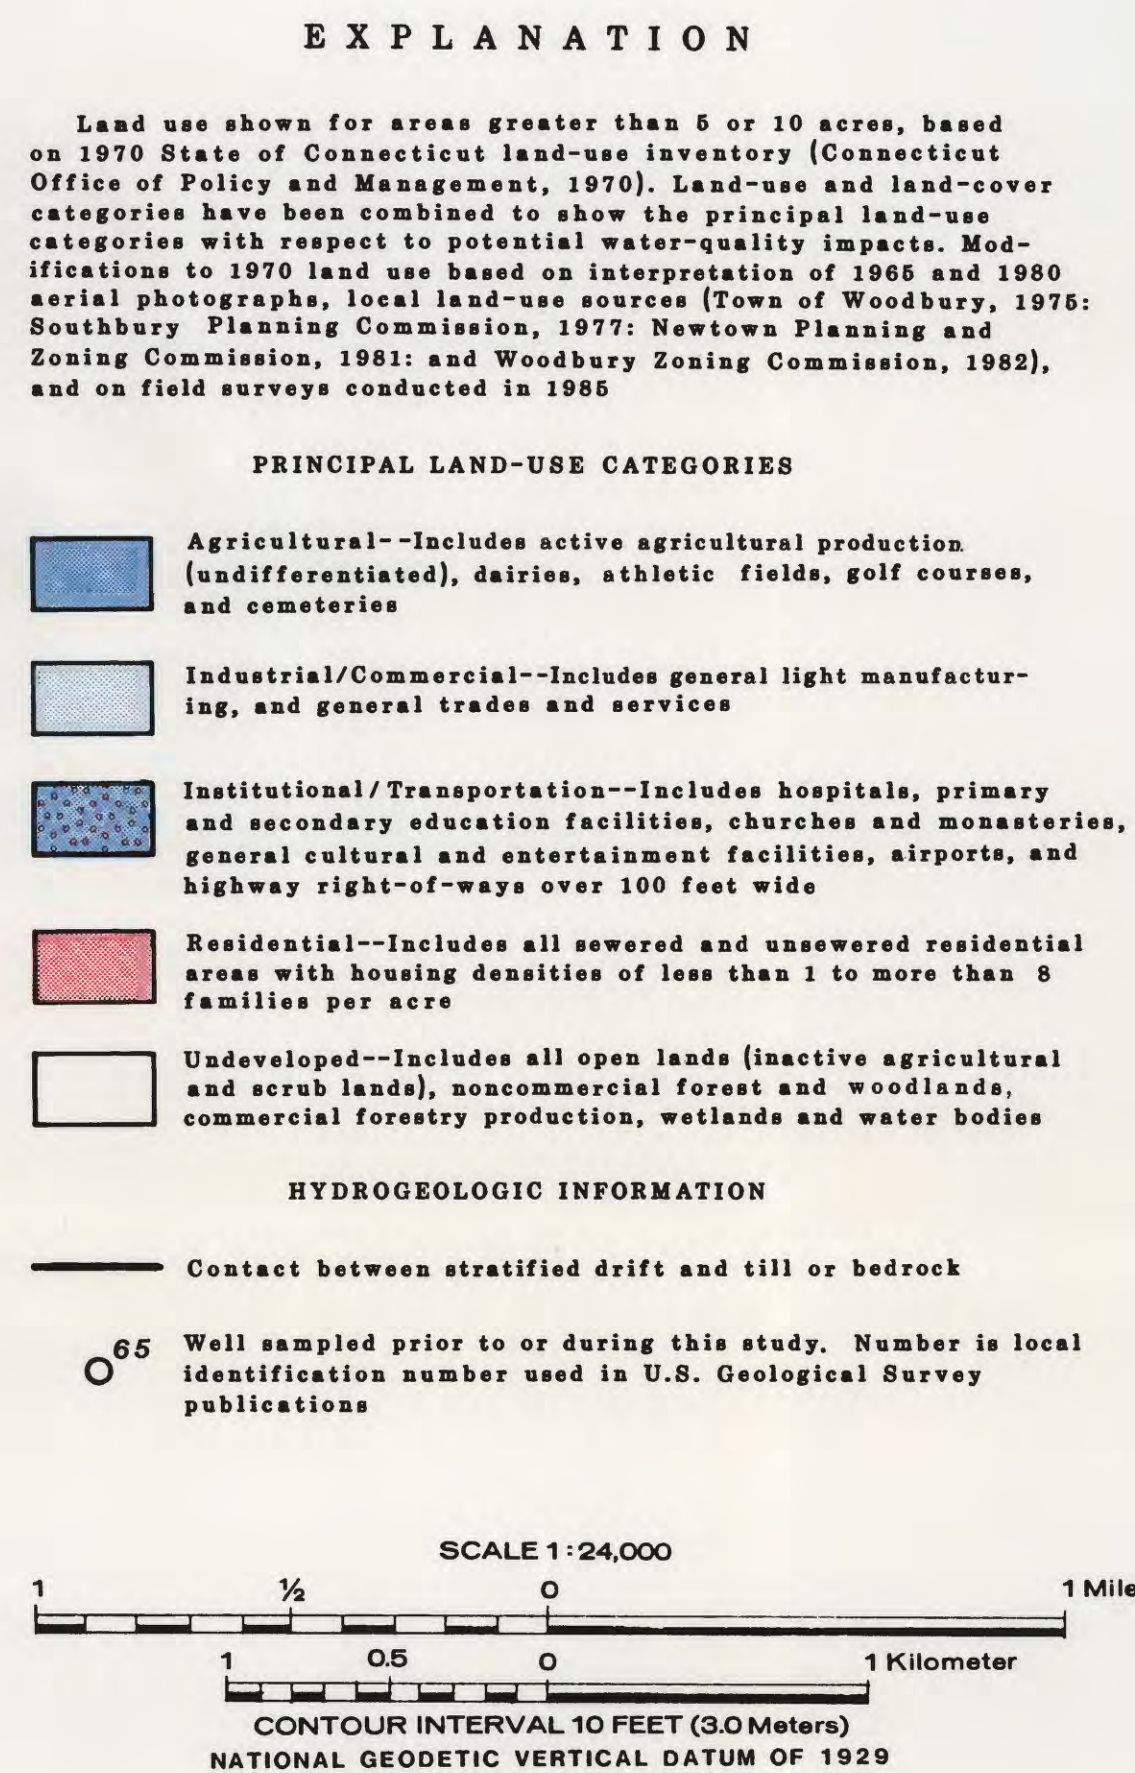 EXPLANATION
Land use shown for areas greater than 5 or 10 acres, based
on 1970 State of Connecticut land-use inventory (Connecticut
Office of Policy and Management, 1970). Land-use and land-cover
categories have been combined to show the principal land-use
categories with respect to potential water-quality impacts. Mod-
ifications to 1970 land use based on interpretation of 1965 and 1980
aerial photographs, local land-use sources (Town of Woodbury, 1975:
Southbury Planning Commission, 1977: Newtown Planning and
Zoning Commission, 1981: and Woodbury Zoning Commission, 1982),
and on field surveys conducted in 1985
PRINCIPAL LAND-USE CATEGORIES
Agricultural--Includes active agricultural production
(undifferentiated), dairies, athletic fields, golf courses,
and cemeteries
Industrial/Commercial--Includes general light manufactur-
ing, and general trades and services
Institutional/Transportation--Includes hospitals, primary
and secondary education facilities, churches and monasteries,
general cultural and entertainment facilities, airports, and
highway right-of-ways over 100 feet wide
Residential--Includes all sewered and unsewered residential
areas with housing densities of less than 1 to more than 8
families per acre
Undeveloped--Includes all open lands (inactive agricultural
and scrub lands), noncommercial forest and woodlands,
commercial forestry production, wetlands and water bodies
HYDROGEOLOGIC INFORMATION
Contact between stratified drift and till or bedrock
65 Well sampled prior to or during this study. Number is local
identification number used in U.S. Geological Survey
publications
SCALE 1:24,000
1 ½ 0 1 Mile
1 0.5 0 1 Kilometer
CONTOUR INTERVAL 10 FEET (3.0 Meters)
NATIONAL GEODETIC VERTICAL DATUM OF 1929